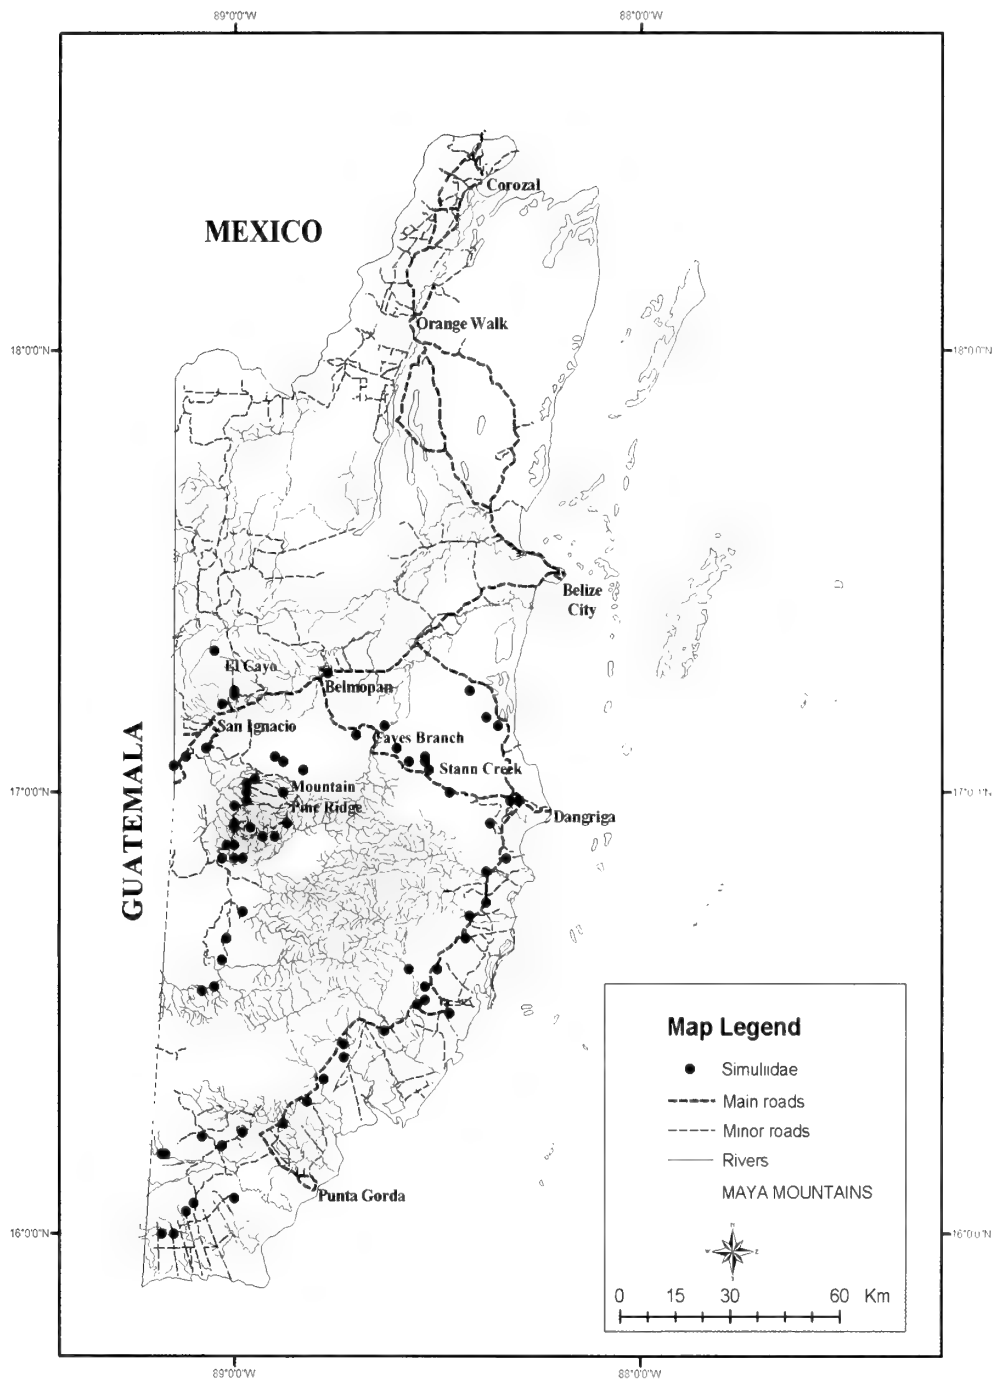 89°0'0"W 88°0'0"W
Corozal
MEXICO
Orange Walk
18°0'0"N 18°0'0"N
Belize
City
El Cayo
Belmopan
San Ignacio
Caves Branch
Stann Creek
GUATEMALA
Mountain
Pine Ridge
17°0'0"N
Dangriga
Map Legend
Simuliidae
Main roads
Minor roads
Rivers
MAYA MOUNTAINS
Punta Gorda
16°0'0"N 16°0'0"N
N
W E
S
0 15 30 60 Km
89°0'0"W 88°0'0"W